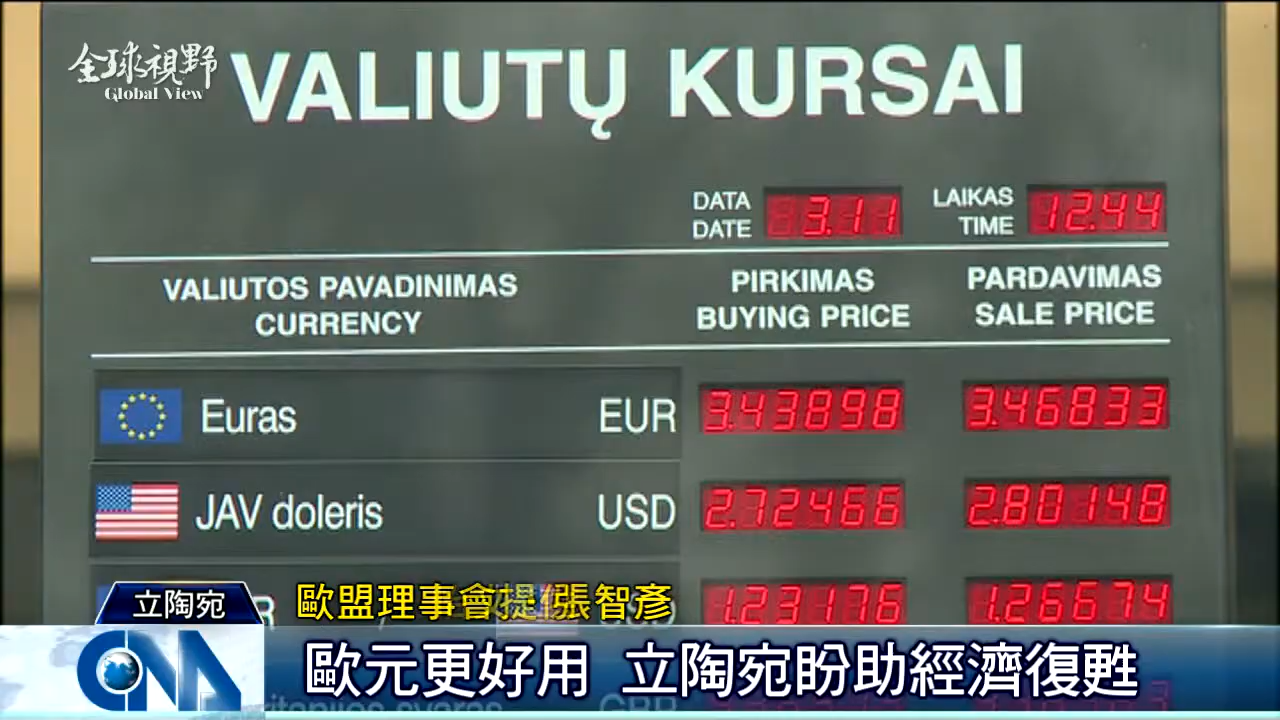 全球視野
Global View
VALIUTŲ KURSAI
DATA
DATE
3.11
LAIKAS
TIME
12.44
VALIUTOS PAVADINIMAS
CURRENCY
PIRKIMAS
BUYING PRICE
PARDAVIMAS
SALE PRICE
Euras EUR 3.43898 3.46833
JAV doleris USD 2.72466 2.80148
1.23176 1.26674
立陶宛
歐盟理事會提 張智彥
CNA
歐元更好用 立陶宛盼助經濟復甦
svaras GBP